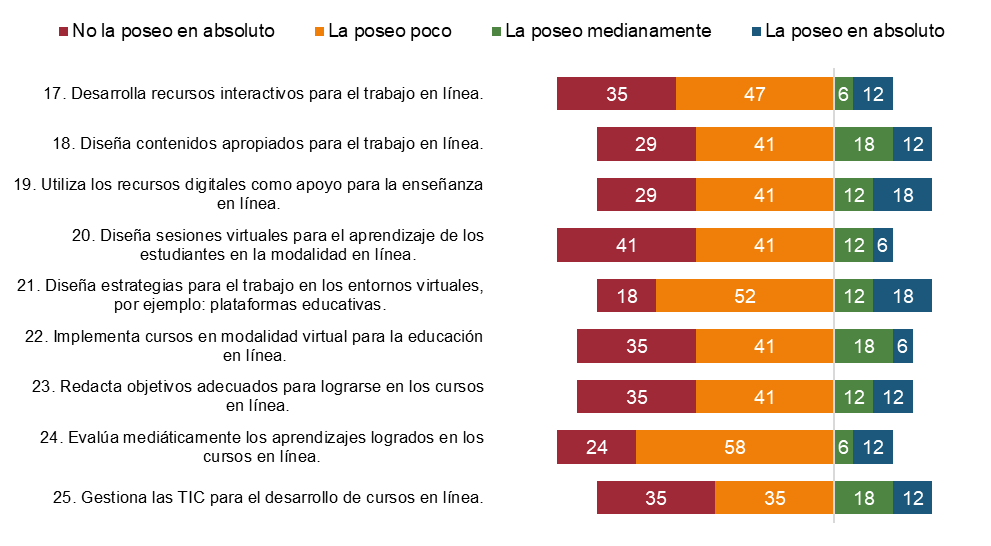 No la poseo en absoluto La poseo poco La poseo medianamente La poseo en absoluto
17. Desarrolla recursos interactivos para el trabajo en línea. 35 47 6 12
18. Diseña contenidos apropiados para el trabajo en línea. 29 41 18 12
19. Utiliza los recursos digitales como apoyo para la enseñanza
en línea. 29 41 12 18
20. Diseña sesiones virtuales para el aprendizaje de los
estudiantes en la modalidad en línea. 41 41 12 6
21. Diseña estrategias para el trabajo en los entornos virtuales,
por ejemplo: plataformas educativas. 18 52 12 18
22. Implementa cursos en modalidad virtual para la educación
en línea. 35 41 18 6
23. Redacta objetivos adecuados para lograrse en los cursos
en línea. 35 41 12 12
24. Evalúa mediáticamente los aprendizajes logrados en los
cursos en línea. 24 58 6 12
25. Gestiona las TIC para el desarrollo de cursos en línea. 35 35 18 12